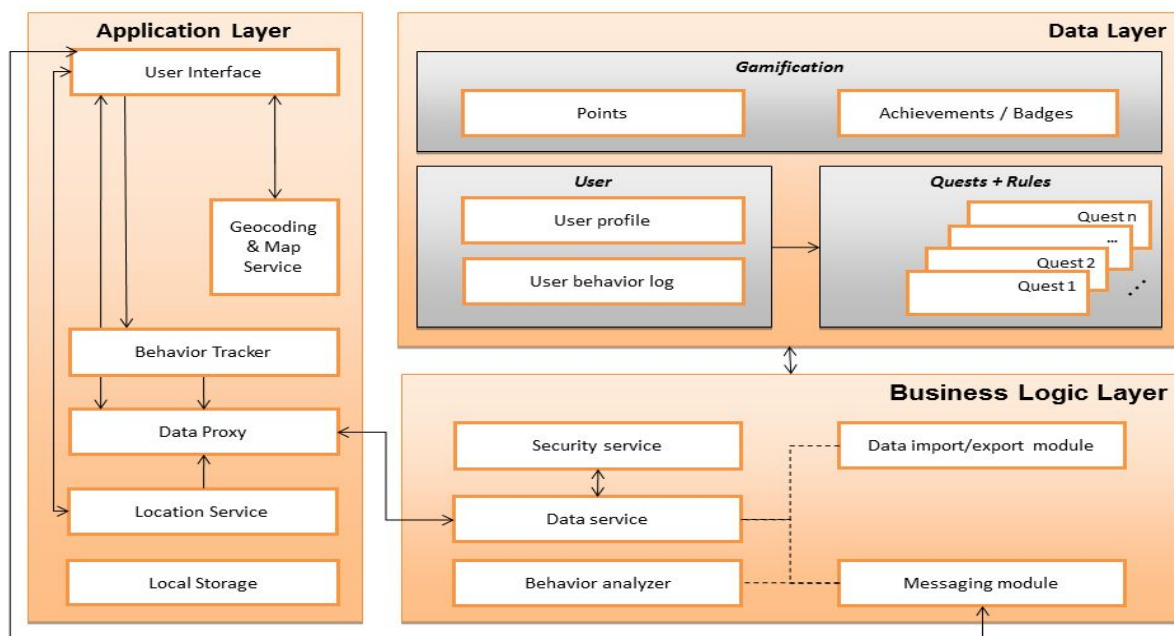 Application Layer
User Interface
Geocoding
& Map
Service
Behavior Tracker
Data Proxy
Location Service
Local Storage
Data Layer
Gamification
Points
Achievements / Badges
User
User profile
User behavior log
Quests + Rules
Quest n
...
Quest 2
Quest 1
Business Logic Layer
Security service
Data service
Behavior analyzer
Data import/export module
Messaging module